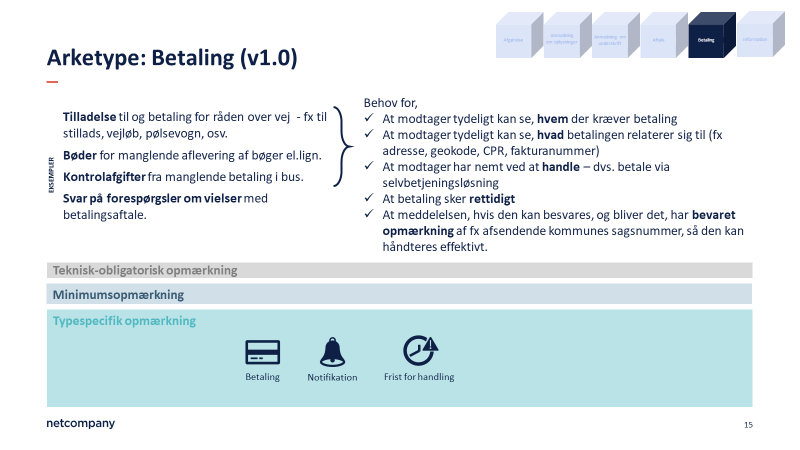 Arketype: Betaling (v1.0)
Afgørelse
Anmodning
om oplysninger
Anmodning om
underskrift
Aftale
Betaling
Information
EKSEMPLER
Tilladelse til og betaling for råden over vej - fx til
stillads, vejløb, pølsevogn, osv.
Bøder for manglende aflevering af bøger el.lign.
Kontrolafgifter fra manglende betaling i bus.
Svar på forespørgsler om vielser med
betalingsaftale.
Behov for,
✓ At modtager tydeligt kan se, hvem der kræver betaling
✓ At modtager tydeligt kan se, hvad betalingen relaterer sig til (fx
adresse, geokode, CPR, fakturanummer)
✓ At modtager har nemt ved at handle – dvs. betale via
selvbetjeningsløsning
✓ At betaling sker rettidigt
✓ At meddelelsen, hvis den kan besvares, og bliver det, har bevaret
opmærkning af fx afsendende kommunes sagsnummer, så den kan
håndteres effektivt.
Teknisk-obligatorisk opmærkning
Minimumsopmærkning
Typespecifik opmærkning
Betaling
Notifikation
Frist for handling
netcompany
15